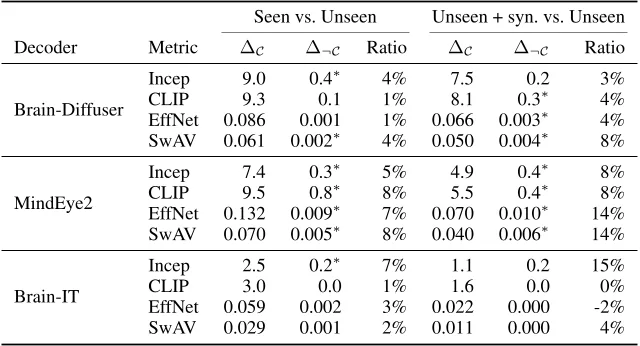 Seen vs. Unseen Unseen + syn. vs. Unseen
Decoder Metric Δ𝒞 Δ¬𝒞 Ratio Δ𝒞 Δ¬𝒞 Ratio
Incep 9.0 0.4* 4% 7.5 0.2 3%
CLIP 9.3 0.1 1% 8.1 0.3* 4%
Brain-Diffuser
EffNet 0.086 0.001 1% 0.066 0.003* 4%
SwAV 0.061 0.002* 4% 0.050 0.004* 8%
Incep 7.4 0.3* 5% 4.9 0.4* 8%
CLIP 9.5 0.8* 8% 5.5 0.4* 8%
MindEye2
EffNet 0.132 0.009* 7% 0.070 0.010* 14%
SwAV 0.070 0.005* 8% 0.040 0.006* 14%
Incep 2.5 0.2* 7% 1.1 0.2 15%
CLIP 3.0 0.0 1% 1.6 0.0 0%
Brain-IT
EffNet 0.059 0.002 3% 0.022 0.000 -2%
SwAV 0.029 0.001 2% 0.011 0.000 4%